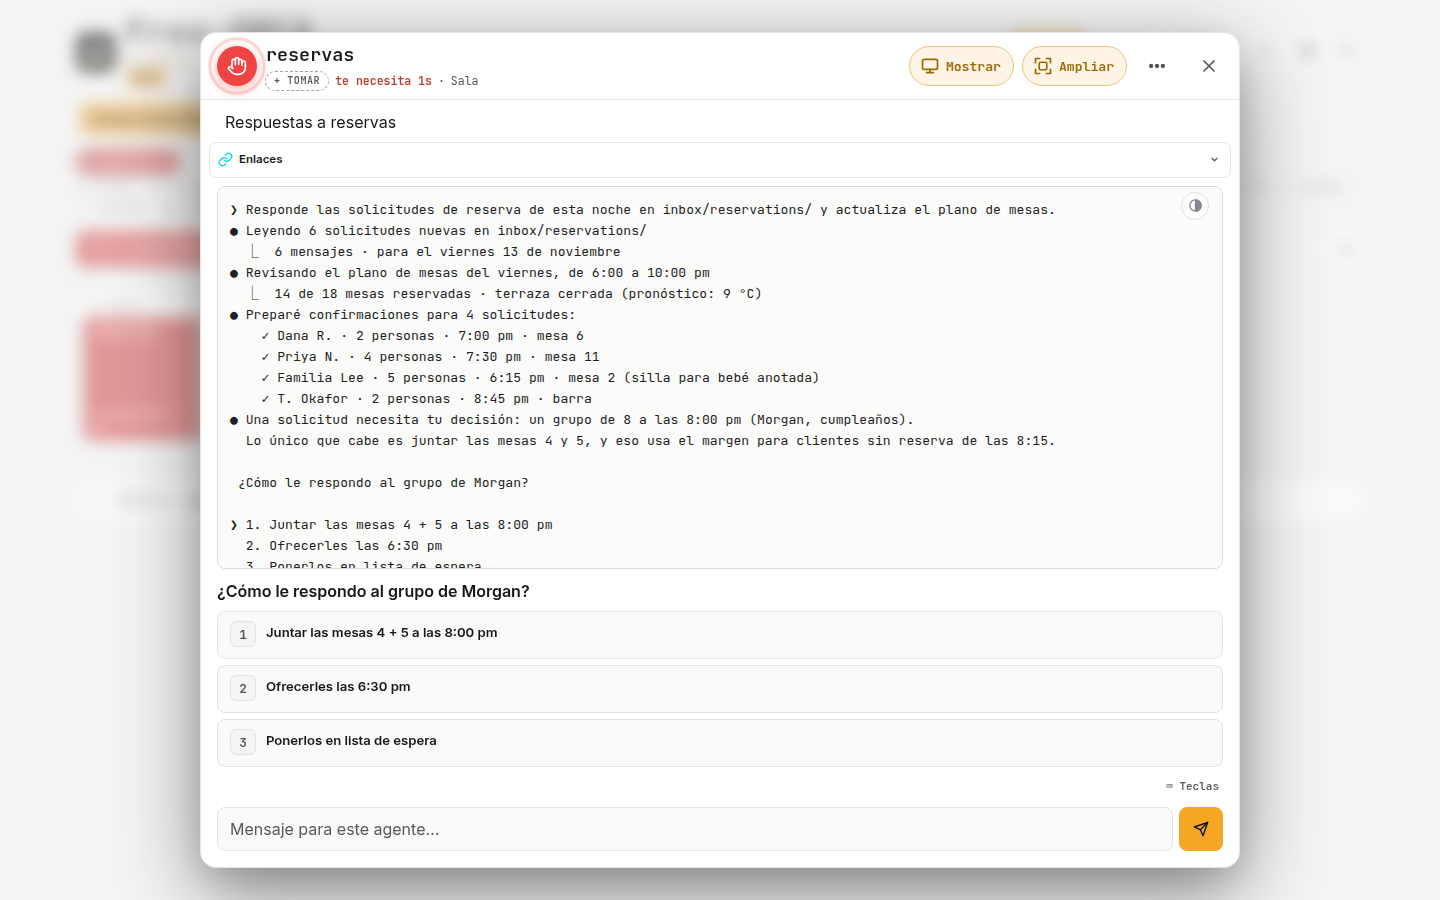 reservas
+ TOMAR te necesita 1s · Sala
Mostrar
Ampliar
Respuestas a reservas
Enlaces
❯ Responde las solicitudes de reserva de esta noche en inbox/reservations/ y actualiza el plano de mesas.
● Leyendo 6 solicitudes nuevas en inbox/reservations/
⎿ 6 mensajes · para el viernes 13 de noviembre
● Revisando el plano de mesas del viernes, de 6:00 a 10:00 pm
⎿ 14 de 18 mesas reservadas · terraza cerrada (pronóstico: 9 °C)
● Preparé confirmaciones para 4 solicitudes:
✓ Dana R. · 2 personas · 7:00 pm · mesa 6
✓ Priya N. · 4 personas · 7:30 pm · mesa 11
✓ Familia Lee · 5 personas · 6:15 pm · mesa 2 (silla para bebé anotada)
✓ T. Okafor · 2 personas · 8:45 pm · barra
● Una solicitud necesita tu decisión: un grupo de 8 a las 8:00 pm (Morgan, cumpleaños).
Lo único que cabe es juntar las mesas 4 y 5, y eso usa el margen para clientes sin reserva de las 8:15.
¿Cómo le respondo al grupo de Morgan?
❯ 1. Juntar las mesas 4 + 5 a las 8:00 pm
2. Ofrecerles las 6:30 pm
3. Ponerlos en lista de espera
¿Cómo le respondo al grupo de Morgan?
1 Juntar las mesas 4 + 5 a las 8:00 pm
2 Ofrecerles las 6:30 pm
3 Ponerlos en lista de espera
⌨ Teclas
Mensaje para este agente...